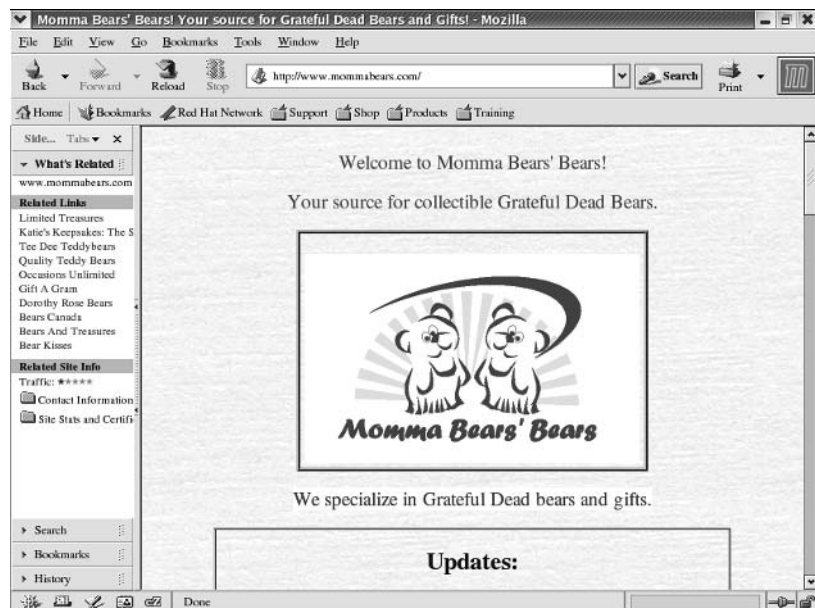 Momma Bears' Bears! Your source for Grateful Dead Bears and Gifts! - Mozilla
File Edit View Go Bookmarks Tools Window Help
Back Forward Reload Stop http://www.mommabears.com/ Search Print
Home Bookmarks Red Hat Network Support Shop Products Training
Side... Tabs
What's Related
www.mommabears.com
Related Links
Limited Treasures
Katie's Keepsakes: The S
Tee Dee Teddybears
Quality Teddy Bears
Occasions Unlimited
Gift A Gram
Dorothy Rose Bears
Bears Canada
Bears And Treasures
Bear Kisses
Related Site Info
Traffic:
Contact Information
Site Stats and Certifi
Search
Bookmarks
History
Welcome to Momma Bears' Bears!
Your source for collectible Grateful Dead Bears.
Momma Bears' Bears
We specialize in Grateful Dead bears and gifts.
Updates:
Done